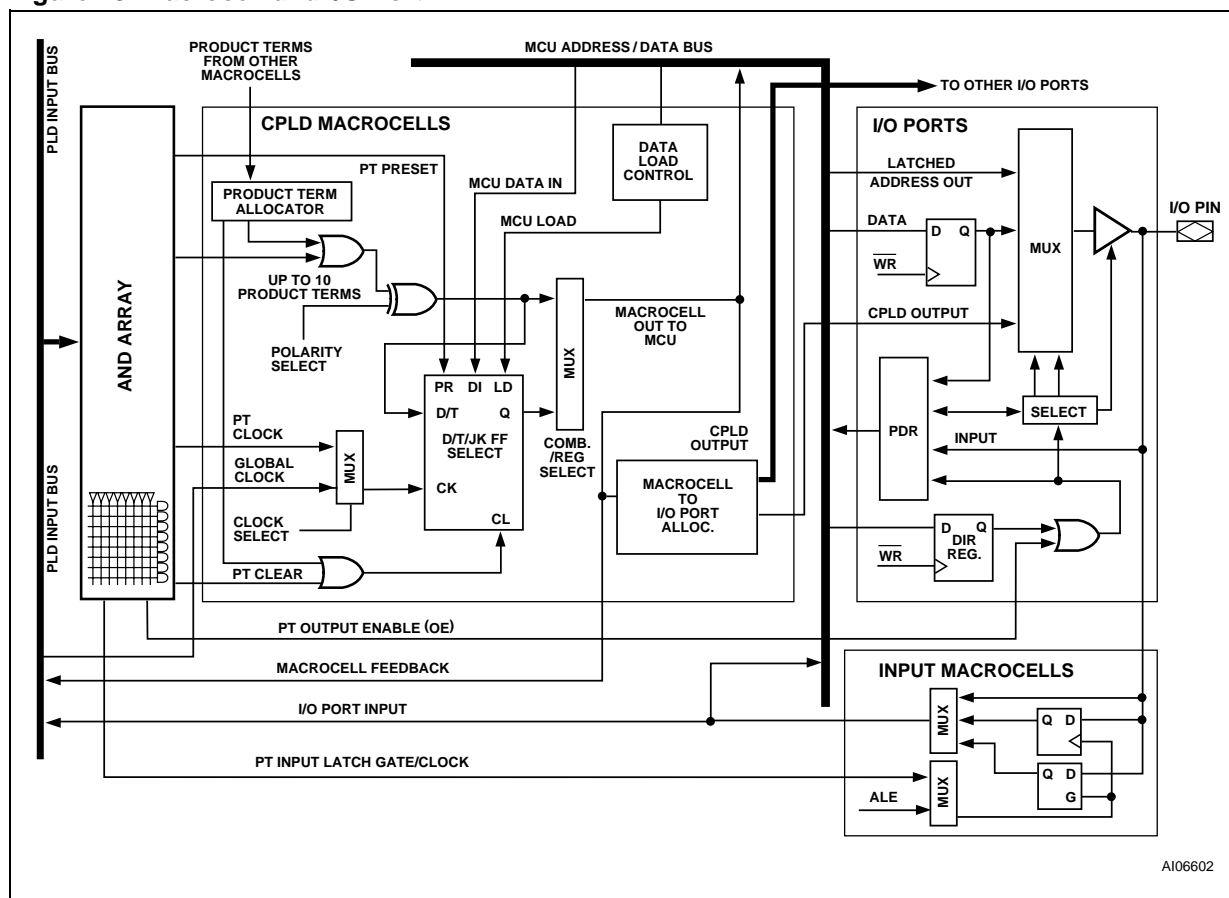 PLD INPUT BUS
PRODUCT TERMS
FROM OTHER
MACROCELLS
MCU ADDRESS / DATA BUS
TO OTHER I/O PORTS
CPLD MACROCELLS
I/O PORTS
DATA
LOAD
CONTROL
PT PRESET
MCU DATA IN
MCU LOAD
LATCHED
ADDRESS OUT
I/O PIN
PRODUCT TERM
ALLOCATOR
DATA
D Q
WR
MUX
AND ARRAY
UP TO 10
PRODUCT TERMS
POLARITY
SELECT
MUX
MACROCELL
OUT TO
MCU
CPLD OUTPUT
PR DI LD
D/T Q
D/T/JK FF
SELECT
CK
CL
COMB.
/REG
SELECT
CPLD
OUTPUT
PDR
SELECT
INPUT
PT
CLOCK
GLOBAL
CLOCK
MUX
CLOCK
SELECT
MACROCELL
TO
I/O PORT
ALLOC.
D Q
DIR
REG.
WR
PLD INPUT BUS
PT CLEAR
PT OUTPUT ENABLE (OE)
MACROCELL FEEDBACK
I/O PORT INPUT
PT INPUT LATCH GATE/CLOCK
INPUT MACROCELLS
MUX
Q D
Q D
G
ALE
MUX
AI06602